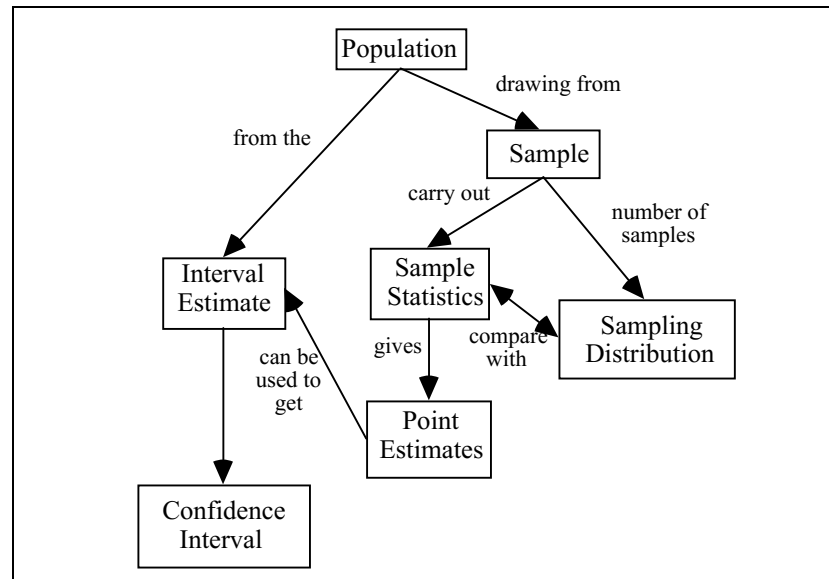 Population
drawing from
from the
Sample
carry out
number of
samples
Interval
Estimate
Sample
Statistics
Sampling
Distribution
compare
with
gives
can be
used to
get
Point
Estimates
Confidence
Interval